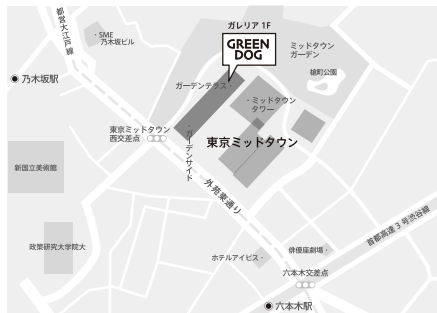 都営大江戸線
・SME
乃木坂ビル
ガレリア 1F
GREEN
DOG
ミッドタウン
ガーデン
檜町公園
乃木坂駅
ガーデンテラス・
・ミッドタウン
タワー
東京ミッドタウン
西交差点
・ガーデンサイド
東京ミッドタウン
新国立美術館
外苑東通り
政策研究大学院大
ホテルアイビス・
俳優座劇場・
首都高速3号渋谷線
六本木交差点
六本木駅